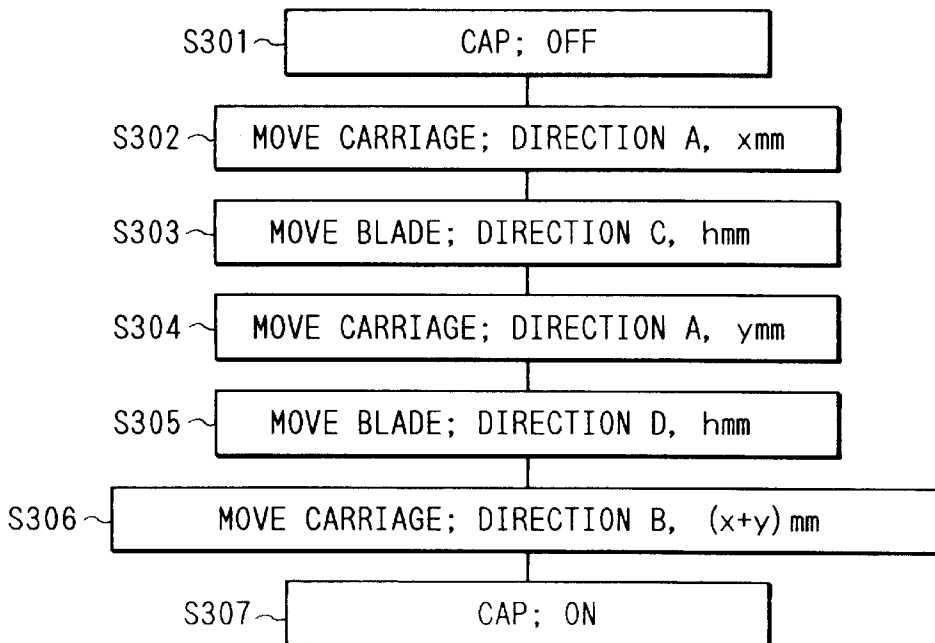 S301 CAP; OFF
S302 MOVE CARRIAGE; DIRECTION A, xmm
S303 MOVE BLADE; DIRECTION C, hmm
S304 MOVE CARRIAGE; DIRECTION A, ymm
S305 MOVE BLADE; DIRECTION D, hmm
S306 MOVE CARRIAGE; DIRECTION B, (x+y)mm
S307 CAP; ON